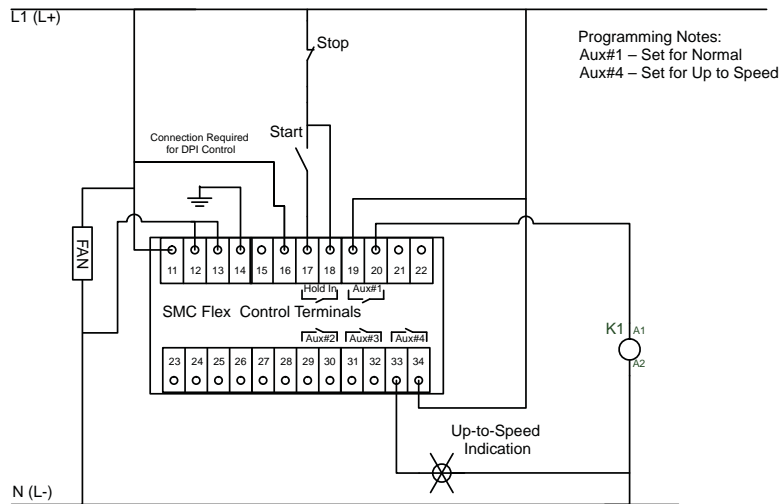 L1 (L+)
Programming Notes:
Aux#1 – Set for Normal
Aux#4 – Set for Up to Speed
Stop
Start
Connection Required
for DPI Control
FAN
11 12 13 14 15 16 17 18 19 20 21 22
Hold In Aux#1
SMC Flex Control Terminals
Aux#2 Aux#3 Aux#4
23 24 25 26 27 28 29 30 31 32 33 34
K1 A1
A2
Up-to-Speed
Indication
N (L-)